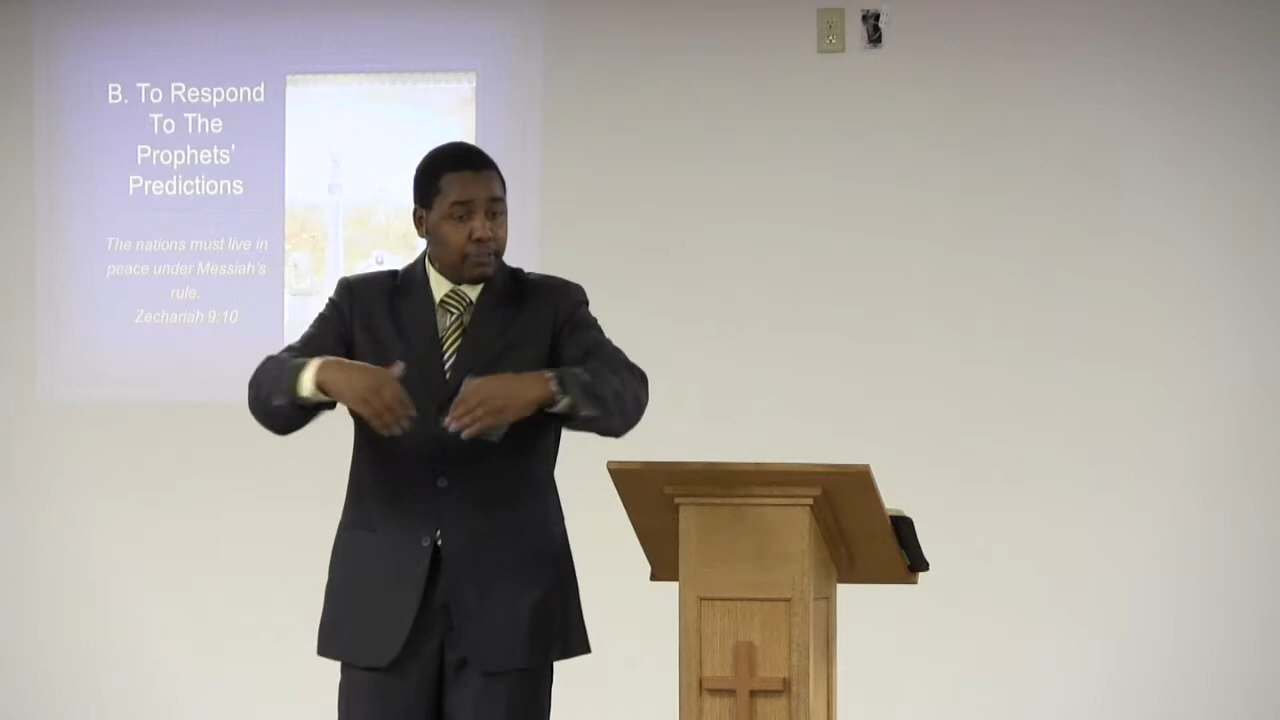 B. To Respond
To The
Prophets'
Predictions
The nations must live in
peace under Messiah's
rule.
Zechariah 9:10